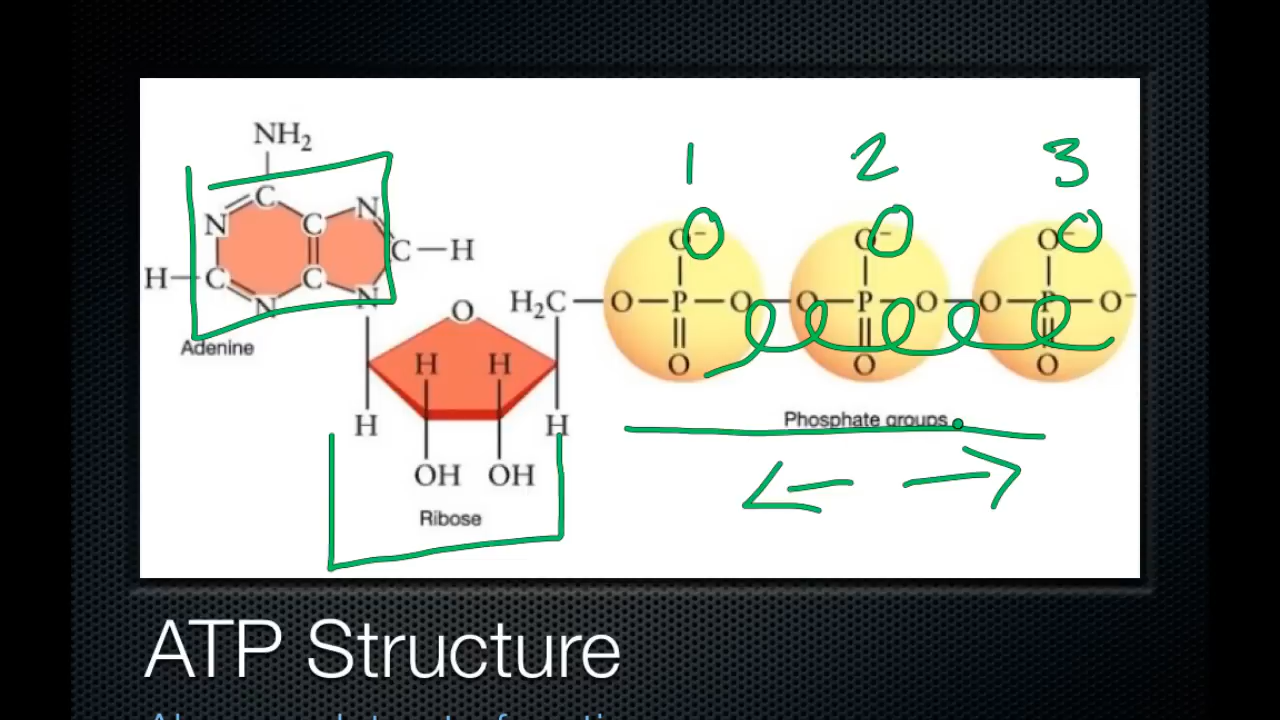 1 2 3
NH2
C
N C N
O- O- O-
C—H
H—C C
N N
H2C—O—P—O—O—P—O—O—P—O-
O
Adenine
H H
O O O
H H
Phosphate groups
OH OH
Ribose
ATP Structure